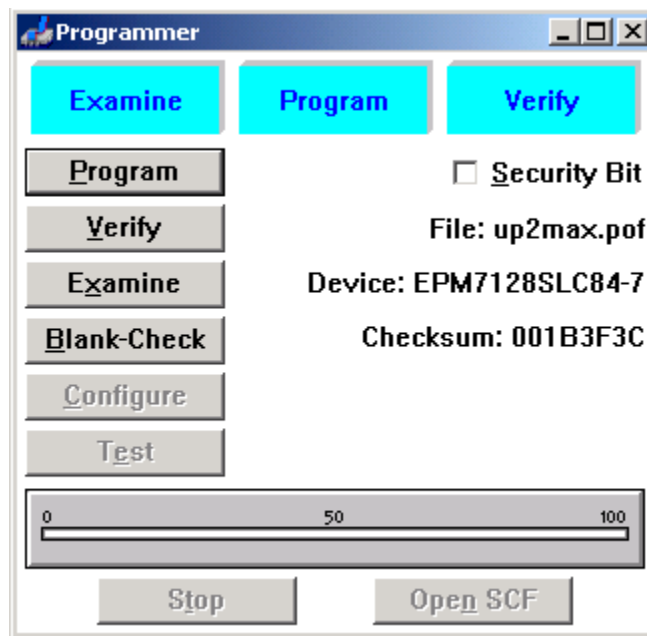 Programmer
Examine Program Verify
Program
Security Bit
Verify
File: up2max.pof
Examine
Device: EPM7128SLC84-7
Blank-Check
Checksum: 001B3F3C
Configure
Test
0 50 100
Stop Open SCF